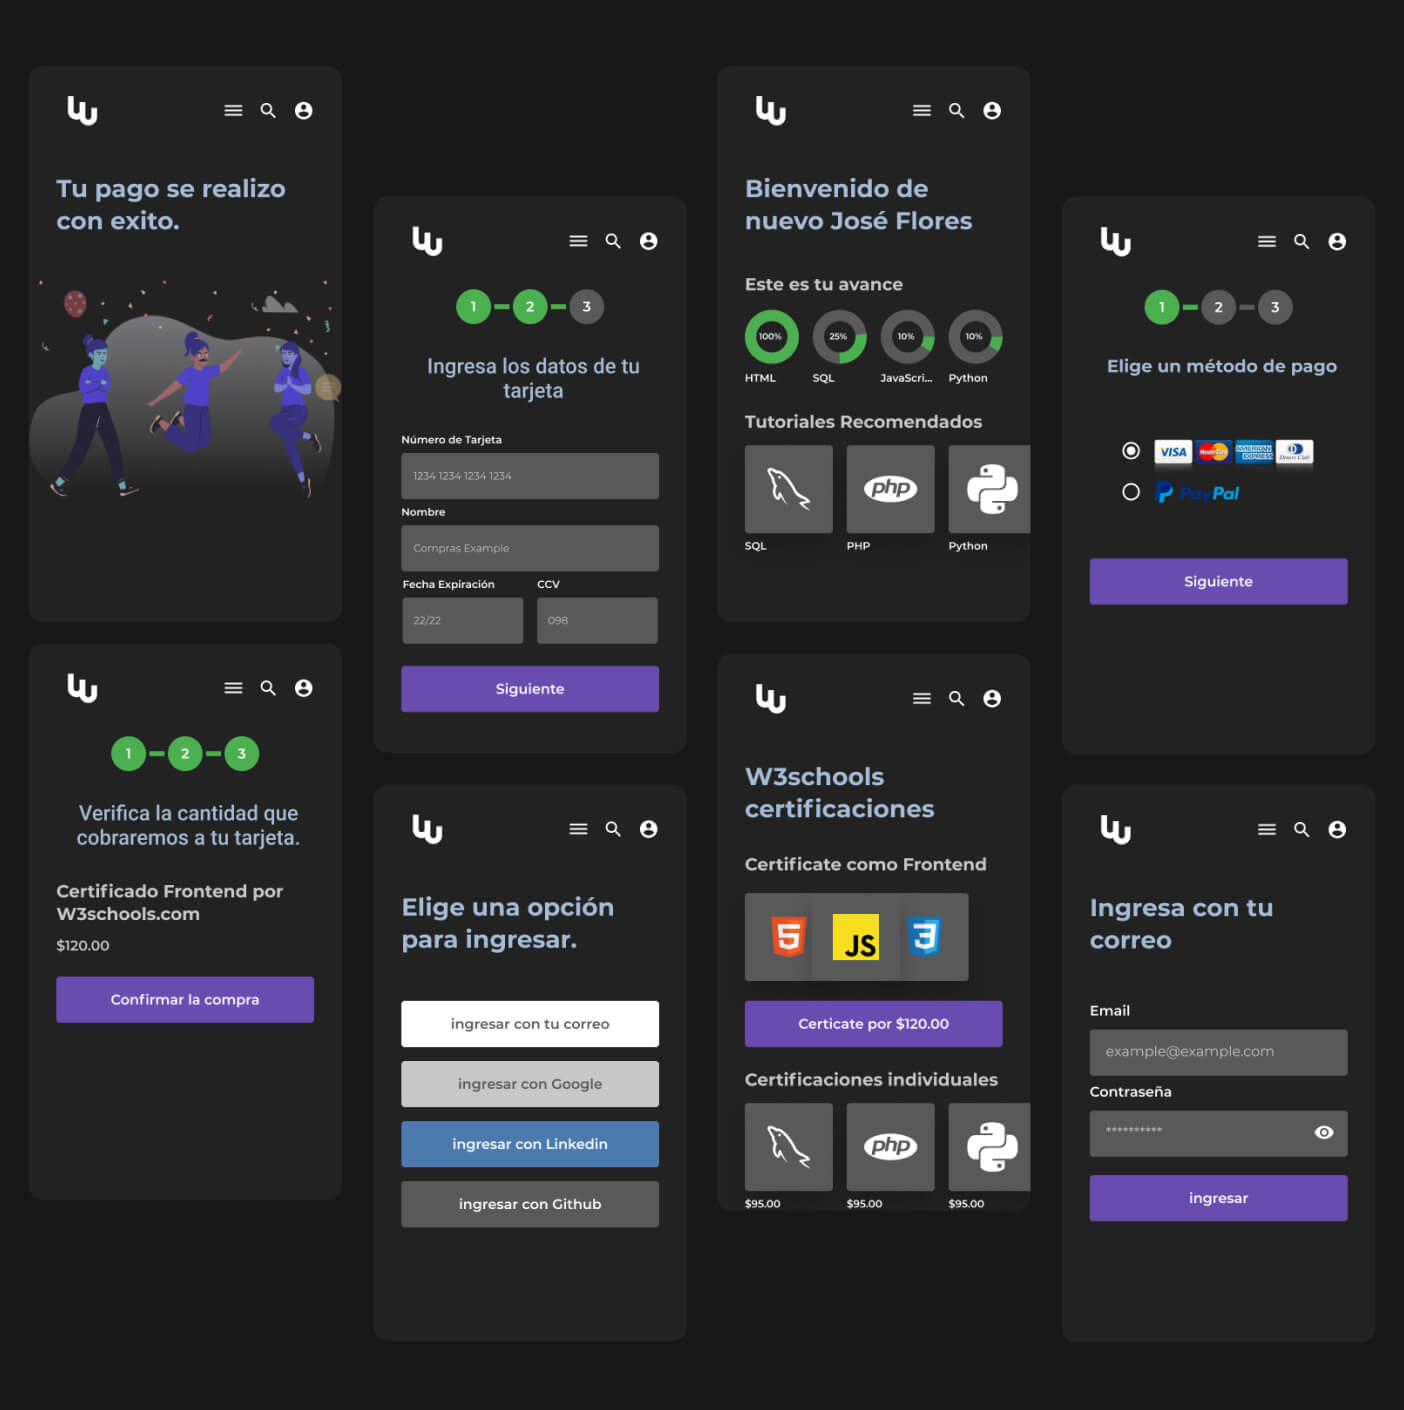 Tu pago se realizo
con exito.
1
2
3
Verifica la cantidad que
cobraremos a tu tarjeta.
Certificado Frontend por
W3schools.com
$120.00
Confirmar la compra
1
2
3
Ingresa los datos de tu
tarjeta
Número de Tarjeta
1234 1234 1234 1234
Nombre
Compras Example
Fecha Expiración CCV
22/22 098
Siguiente
Elige una opción
para ingresar.
ingresar con tu correo
ingresar con Google
ingresar con Linkedin
ingresar con Github
Bienvenido de
nuevo José Flores
Este es tu avance
100% 25% 10% 10%
HTML SQL JavaScri... Python
Tutoriales Recomendados
php
SQL PHP Python
W3schools
certificaciones
Certificate como Frontend
5 JS 3
Certicate por $120.00
Certificaciones individuales
php
$95.00 $95.00 $95.00
1
2
3
Elige un método de pago
VISA MasterCard AMERICAN EXPRESS Diners Club
PayPal
Siguiente
Ingresa con tu
correo
Email
example@example.com
Contraseña
**********
ingresar